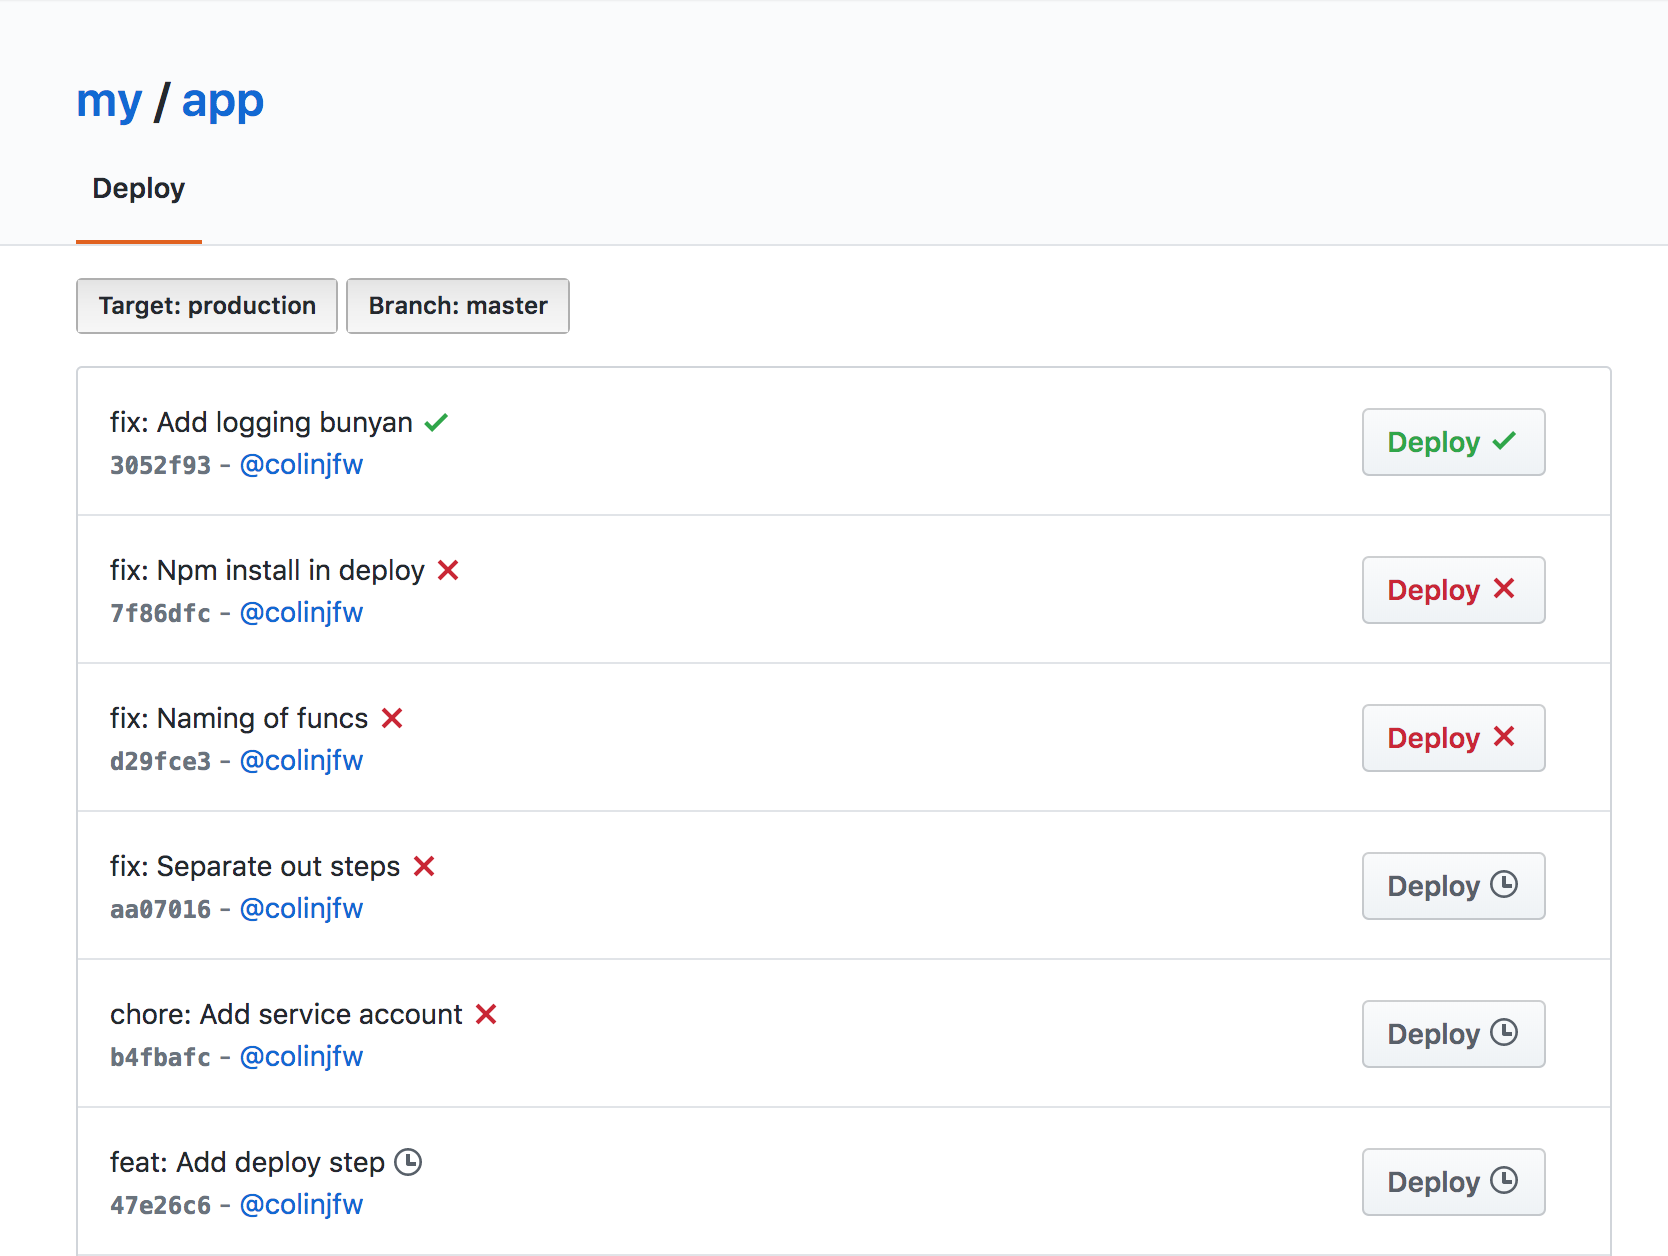 my / app
Deploy
Target: production Branch: master
fix: Add logging bunyan
3052f93 - @colinjfw
Deploy
fix: Npm install in deploy
7f86dfc - @colinjfw
Deploy
fix: Naming of funcs
d29fce3 - @colinjfw
Deploy
fix: Separate out steps
aa07016 - @colinjfw
Deploy
chore: Add service account
b4fbafc - @colinjfw
Deploy
feat: Add deploy step
47e26c6 - @colinjfw
Deploy